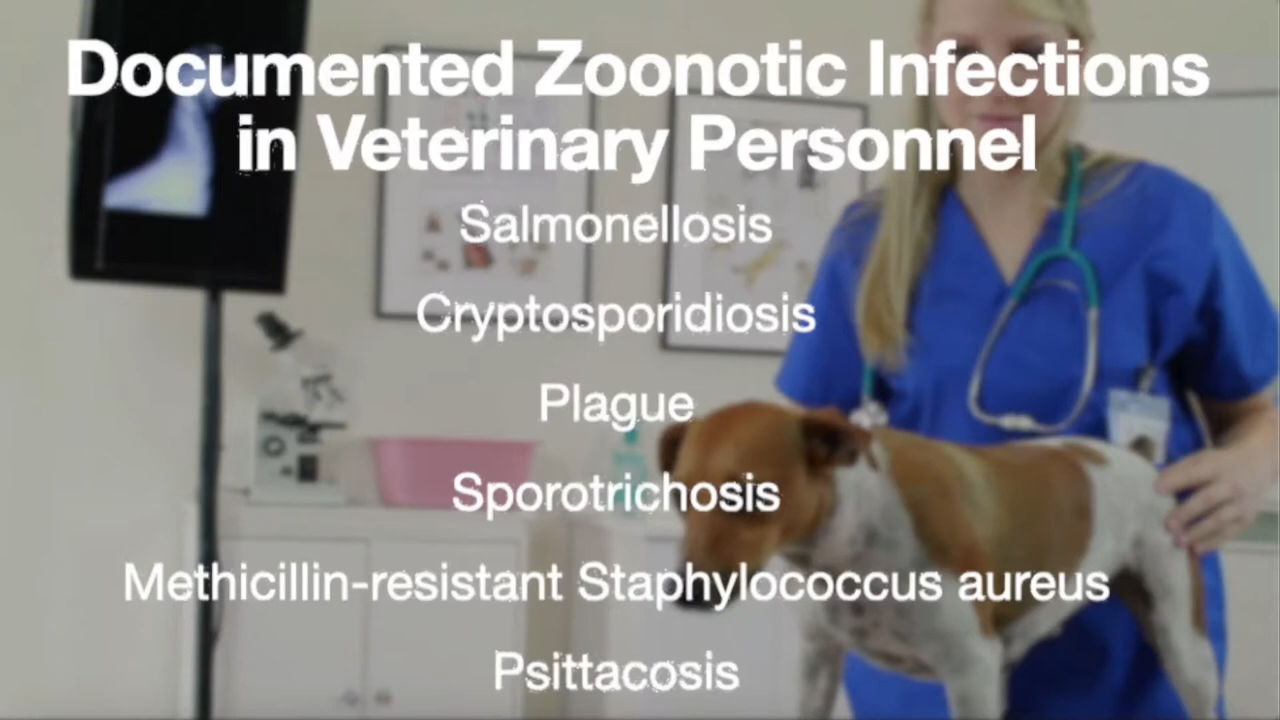 Documented Zoonotic Infections
in Veterinary Personnel
Salmonellosis
Cryptosporidiosis
Plague
Sporotrichosis
Methicillin-resistant Staphylococcus aureus
Psittacosis